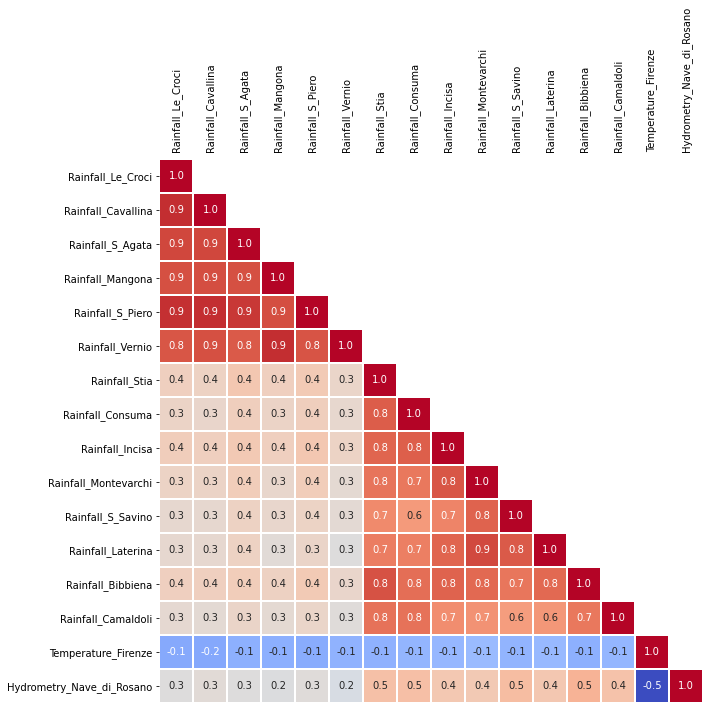 Rainfall_Le_Croci Rainfall_Cavallina Rainfall_S_Agata Rainfall_Mangona Rainfall_S_Piero Rainfall_Vernio Rainfall_Stia Rainfall_Consuma Rainfall_Incisa Rainfall_Montevarchi Rainfall_S_Savino Rainfall_Laterina Rainfall_Bibbiena Rainfall_Camaldoli Temperature_Firenze Hydrometry_Nave_di_Rosano
Rainfall_Le_Croci 1.0
Rainfall_Cavallina 0.9 1.0
Rainfall_S_Agata 0.9 0.9 1.0
Rainfall_Mangona 0.9 0.9 0.9 1.0
Rainfall_S_Piero 0.9 0.9 0.9 0.9 1.0
Rainfall_Vernio 0.8 0.9 0.8 0.9 0.8 1.0
Rainfall_Stia 0.4 0.4 0.4 0.4 0.4 0.3 1.0
Rainfall_Consuma 0.3 0.3 0.4 0.3 0.4 0.3 0.8 1.0
Rainfall_Incisa 0.4 0.4 0.4 0.4 0.4 0.3 0.8 0.8 1.0
Rainfall_Montevarchi 0.3 0.3 0.4 0.3 0.4 0.3 0.8 0.7 0.8 1.0
Rainfall_S_Savino 0.3 0.3 0.4 0.3 0.4 0.3 0.7 0.6 0.7 0.8 1.0
Rainfall_Laterina 0.3 0.3 0.4 0.3 0.3 0.3 0.7 0.7 0.8 0.9 0.8 1.0
Rainfall_Bibbiena 0.4 0.4 0.4 0.4 0.4 0.3 0.8 0.8 0.8 0.8 0.7 0.8 1.0
Rainfall_Camaldoli 0.3 0.3 0.3 0.3 0.3 0.3 0.8 0.8 0.7 0.7 0.6 0.6 0.7 1.0
Temperature_Firenze -0.1 -0.2 -0.1 -0.1 -0.1 -0.1 -0.1 -0.1 -0.1 -0.1 -0.1 -0.1 -0.1 -0.1 1.0
Hydrometry_Nave_di_Rosano 0.3 0.3 0.3 0.2 0.3 0.2 0.5 0.5 0.4 0.4 0.5 0.4 0.5 0.4 -0.5 1.0